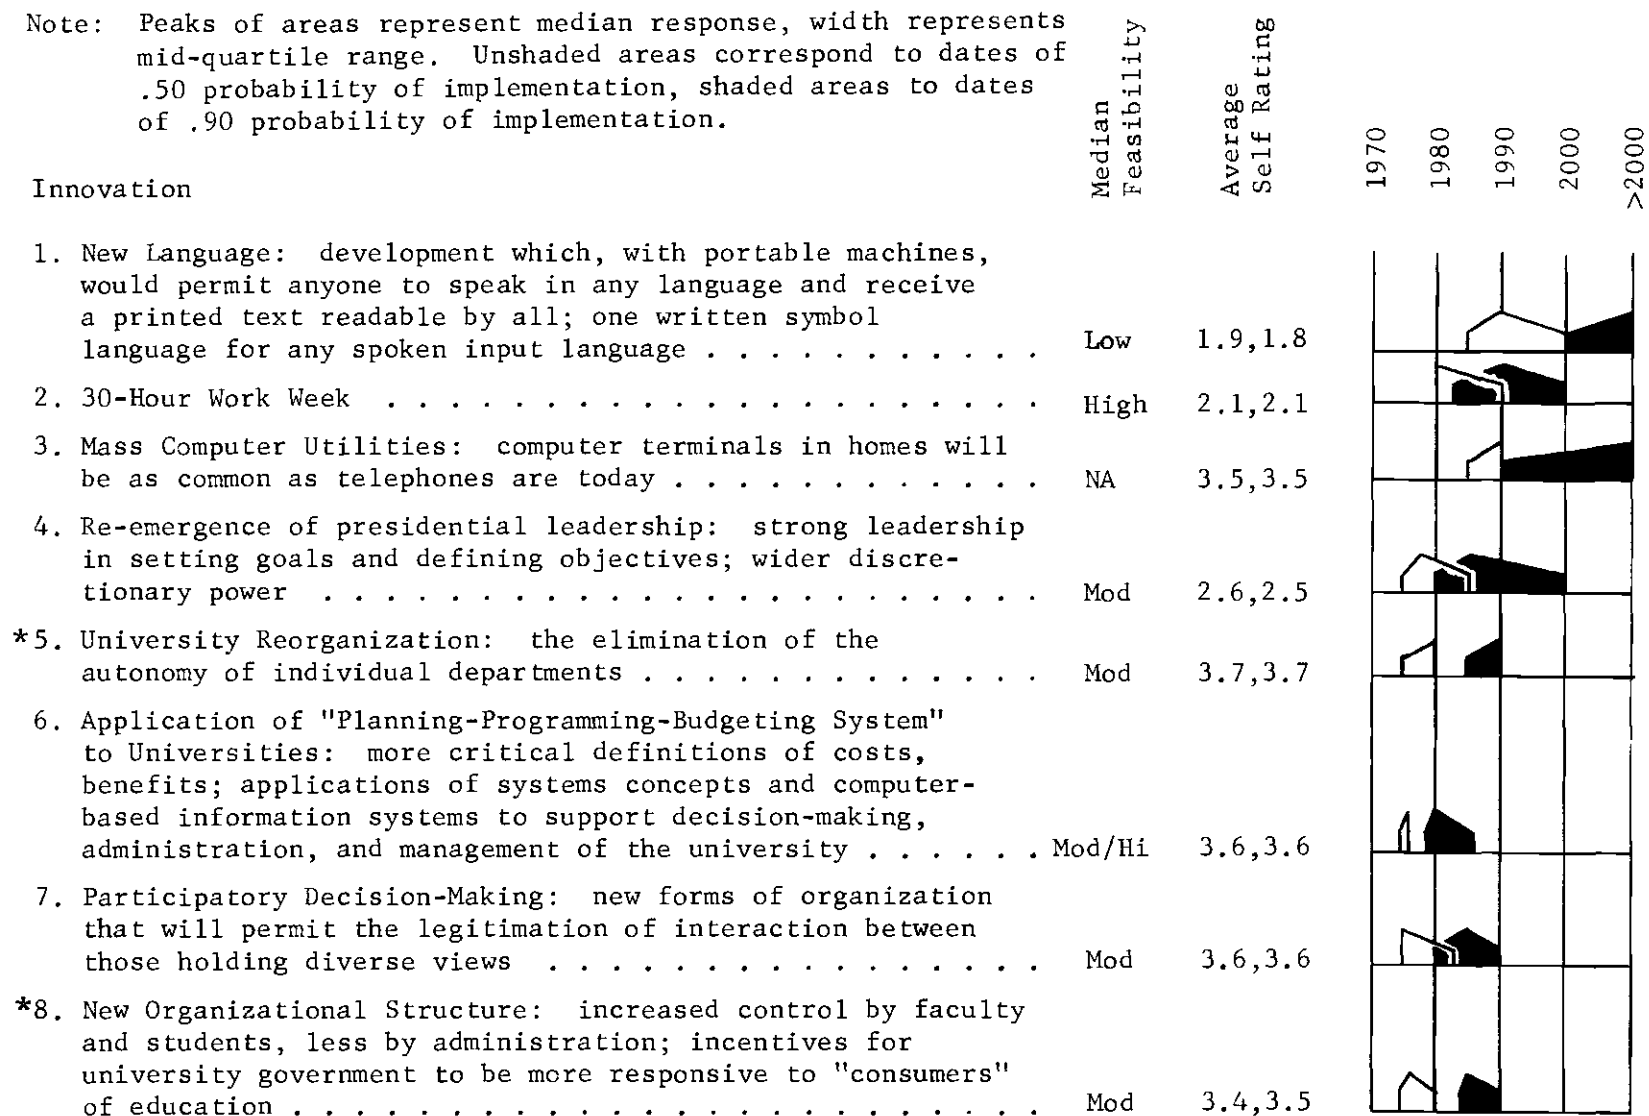 Note: Peaks of areas represent median response, width represents
mid-quartile range. Unshaded areas correspond to dates of
.50 probability of implementation, shaded areas to dates
of .90 probability of implementation.
Innovation
Median
Feasibility
Average
Self Rating
1970
1980
1990
2000
>2000
1. New Language: development which, with portable machines,
would permit anyone to speak in any language and receive
a printed text readable by all; one written symbol
language for any spoken input language . . . . . . . . . . . Low 1.9,1.8
2. 30-Hour Work Week . . . . . . . . . . . . . . . . . . . . . High 2.1,2.1
3. Mass Computer Utilities: computer terminals in homes will
be as common as telephones are today . . . . . . . . . . . . NA 3.5,3.5
4. Re-emergence of presidential leadership: strong leadership
in setting goals and defining objectives; wider discre-
tionary power . . . . . . . . . . . . . . . . . . . . . . . Mod 2.6,2.5
*5. University Reorganization: the elimination of the
autonomy of individual departments . . . . . . . . . . . . . Mod 3.7,3.7
6. Application of "Planning-Programming-Budgeting System"
to Universities: more critical definitions of costs,
benefits; applications of systems concepts and computer-
based information systems to support decision-making,
administration, and management of the university . . . . . . Mod/Hi 3.6,3.6
7. Participatory Decision-Making: new forms of organization
that will permit the legitimation of interaction between
those holding diverse views . . . . . . . . . . . . . . . . Mod 3.6,3.6
*8. New Organizational Structure: increased control by faculty
and students, less by administration; incentives for
university government to be more responsive to "consumers"
of education . . . . . . . . . . . . . . . . . . . . . . . . Mod 3.4,3.5